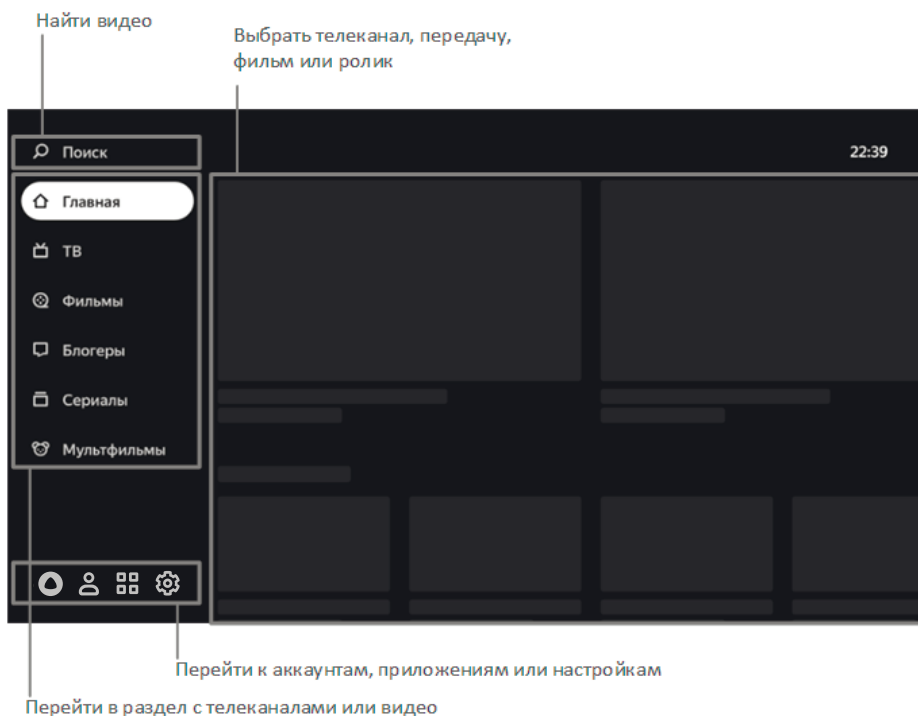 Найти видео
Выбрать телеканал, передачу,
фильм или ролик
Поиск
22:39
Главная
ТВ
Фильмы
Блогеры
Сериалы
Мультфильмы
Перейти к аккаунтам, приложениям или настройкам
Перейти в раздел с телеканалами или видео